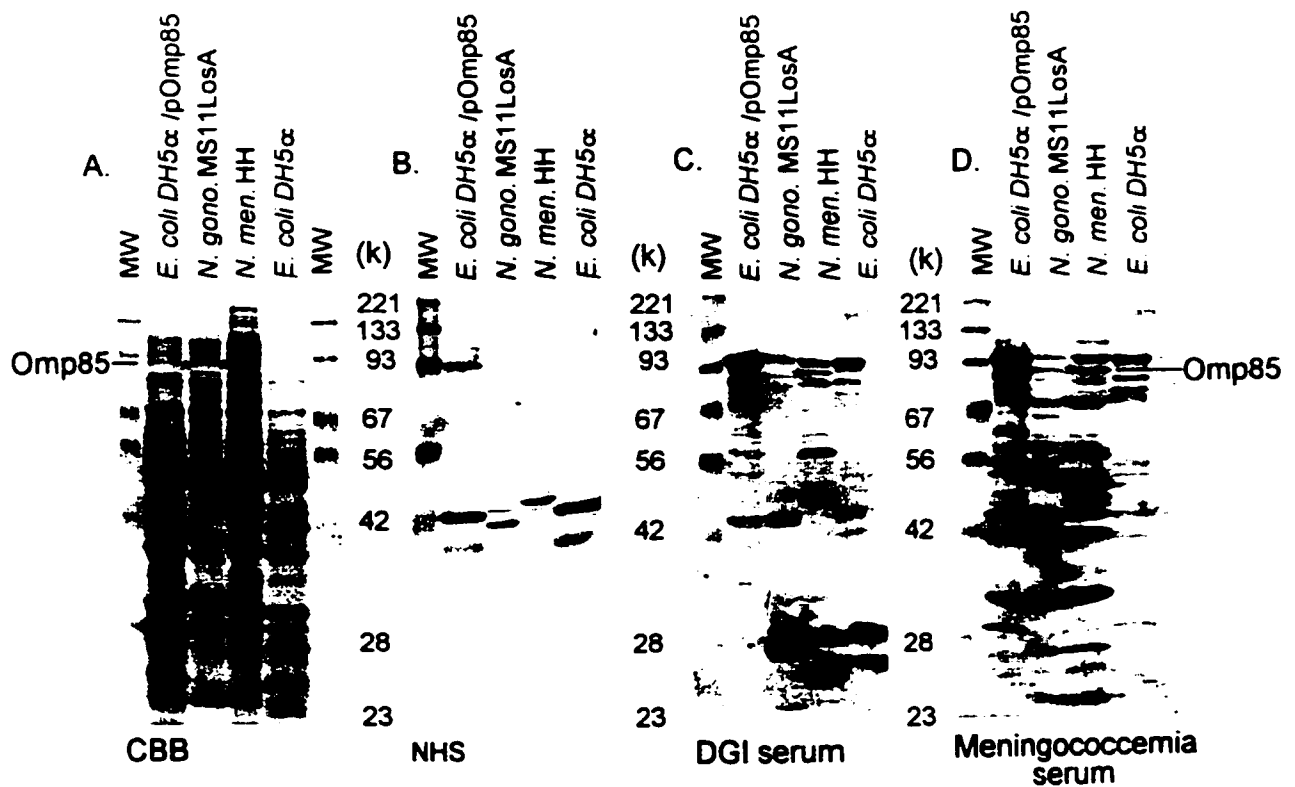 A.
MW
E. coli DH5α /pOmp85
N. gono. MS11LosA
N. men. HH
E. coli DH5α
MW
Omp85
CBB
B.
(k)
MW
E. coli DH5α /pOmp85
N. gono. MS11LosA
N. men. HH
E. coli DH5α
221
133
93
67
56
42
28
23
NHS
C.
(k)
MW
E. coli DH5α /pOmp85
N. gono. MS11LosA
N. men. HH
E. coli DH5α
221
133
93
67
56
42
28
23
DGI serum
D.
(k)
MW
E. coli DH5α /pOmp85
N. gono. MS11LosA
N. men. HH
E. coli DH5α
221
133
93
67
56
42
28
23
Omp85
Meningococcemia
serum